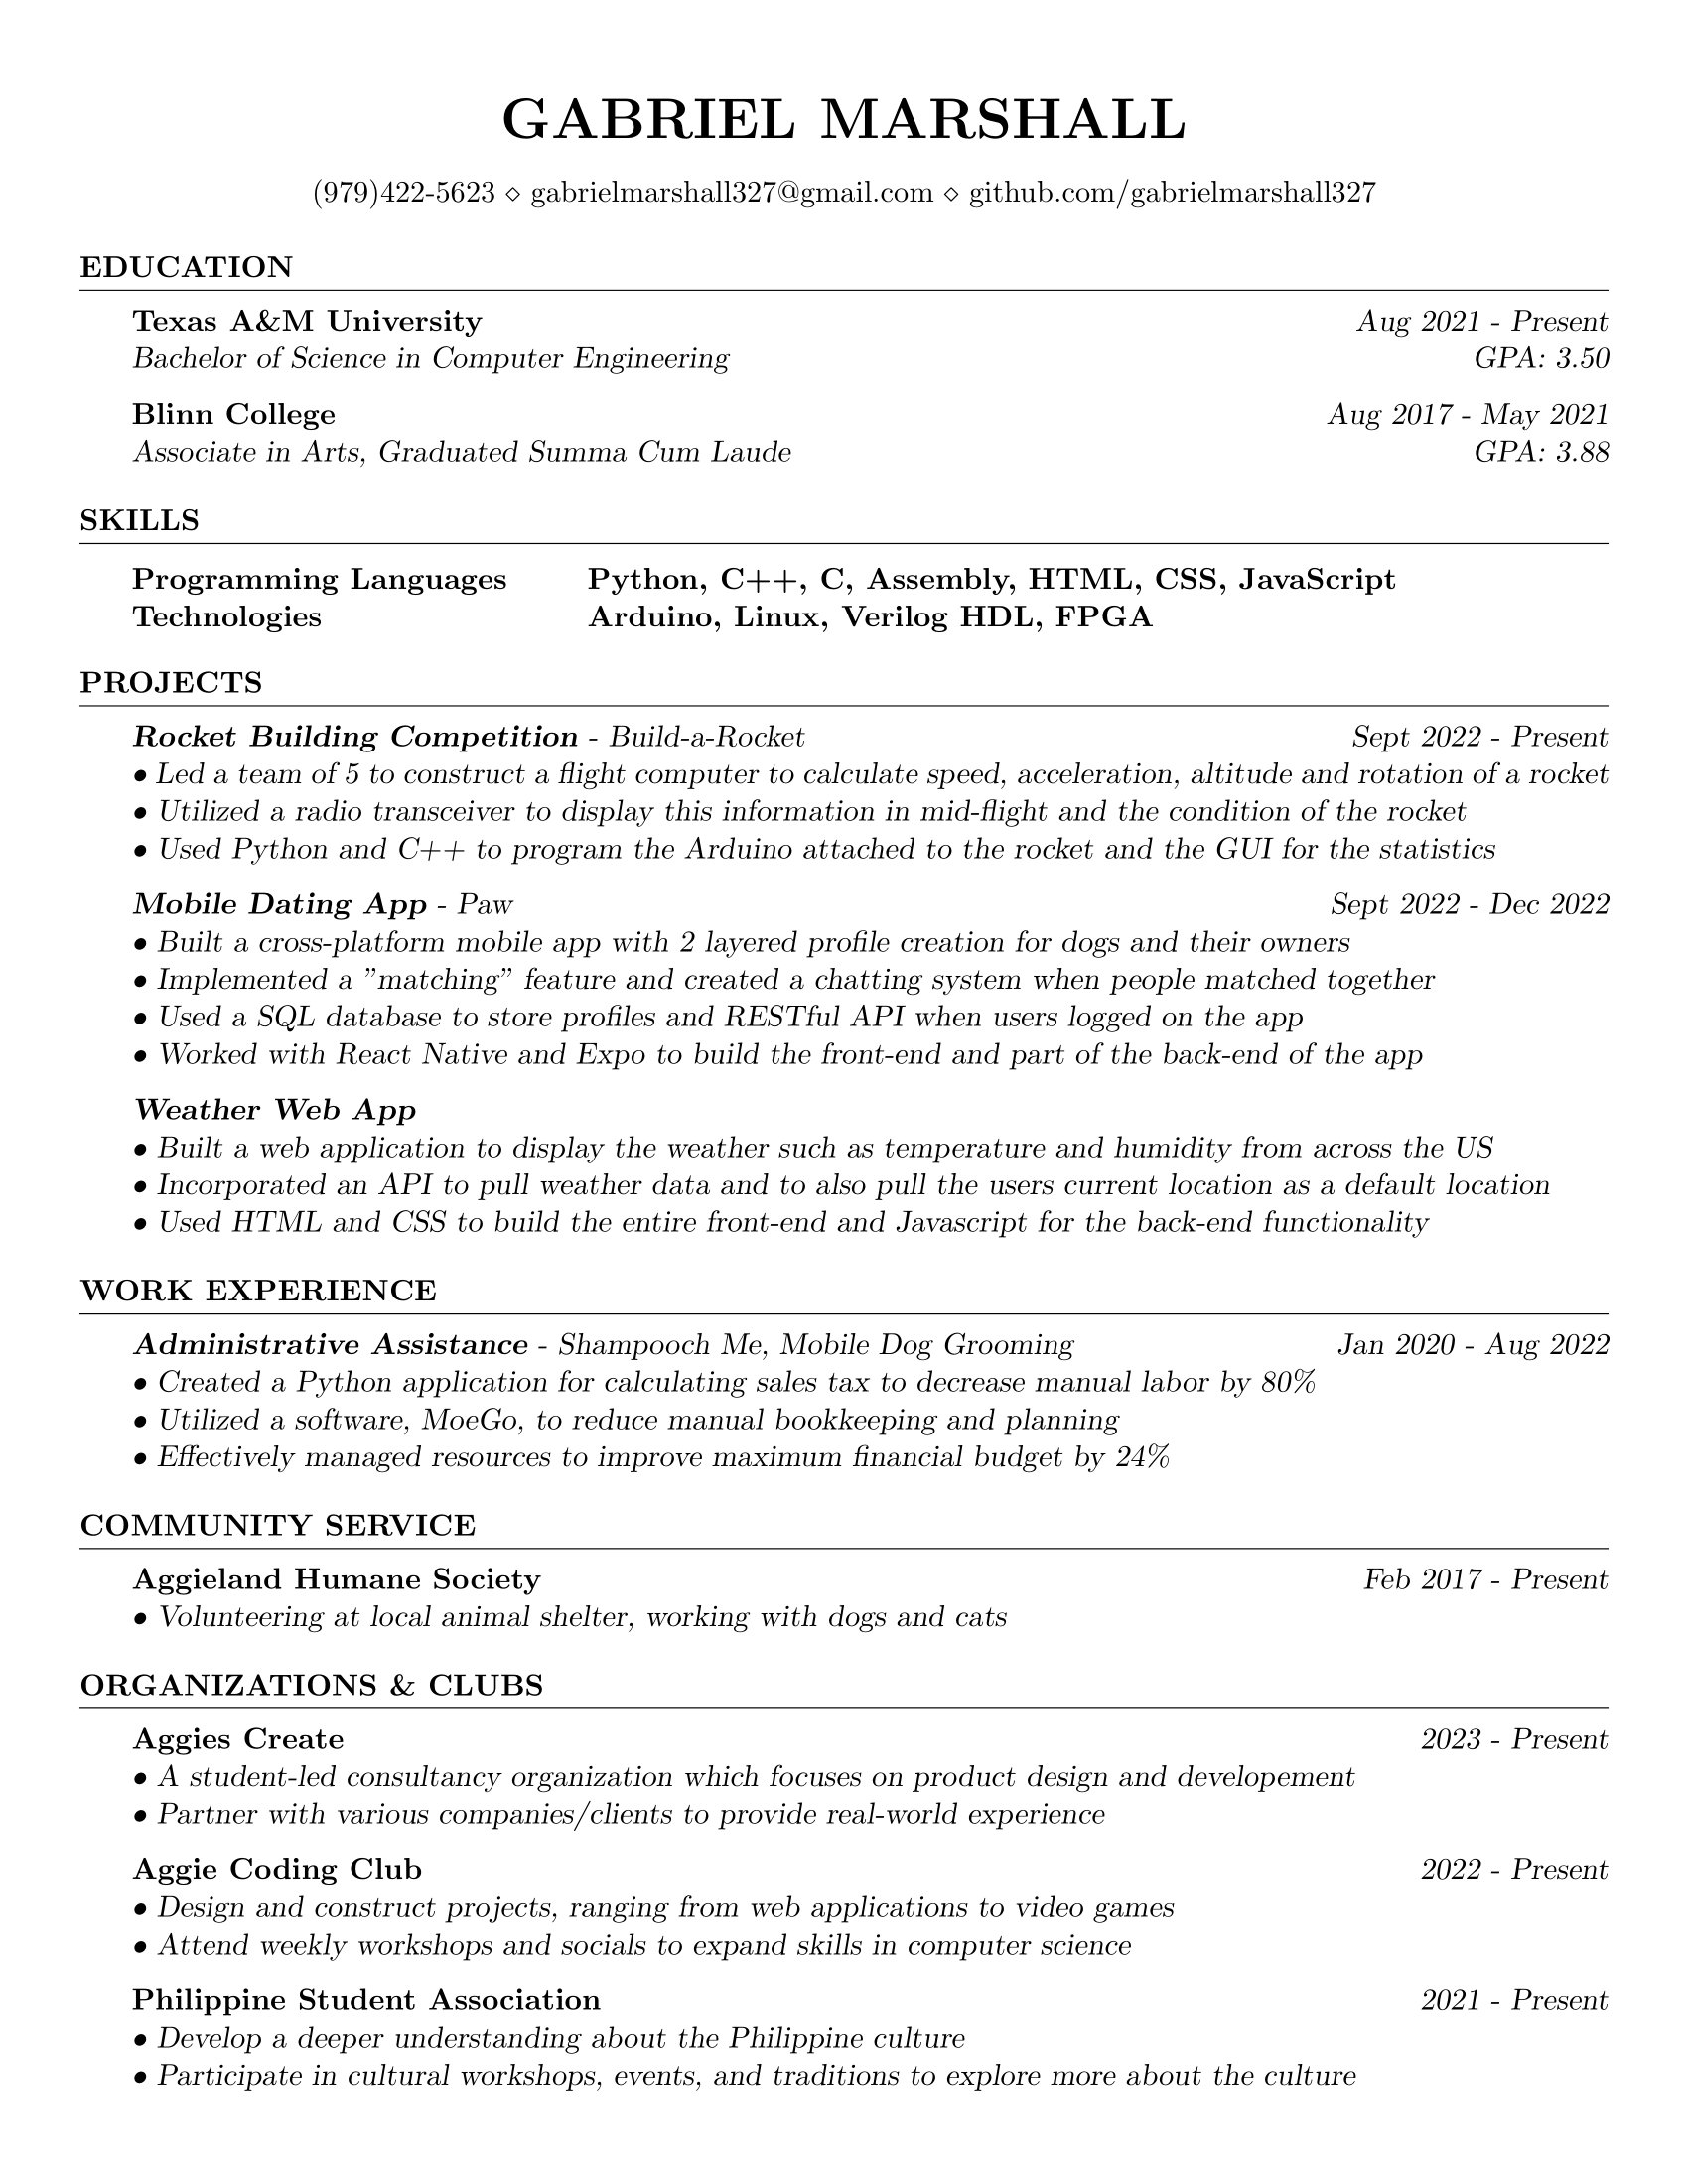 GABRIEL MARSHALL
(979)422-5623 ⋄ gabrielmarshall327@gmail.com ⋄ github.com/gabrielmarshall327
EDUCATION
Texas A&M University Aug 2021 - Present
Bachelor of Science in Computer Engineering GPA: 3.50
Blinn College Aug 2017 - May 2021
Associate in Arts, Graduated Summa Cum Laude GPA: 3.88
SKILLS
Programming Languages Python, C++, C, Assembly, HTML, CSS, JavaScript
Technologies Arduino, Linux, Verilog HDL, FPGA
PROJECTS
Rocket Building Competition - Build-a-Rocket Sept 2022 - Present
• Led a team of 5 to construct a flight computer to calculate speed, acceleration, altitude and rotation of a rocket
• Utilized a radio transceiver to display this information in mid-flight and the condition of the rocket
• Used Python and C++ to program the Arduino attached to the rocket and the GUI for the statistics
Mobile Dating App - Paw Sept 2022 - Dec 2022
• Built a cross-platform mobile app with 2 layered profile creation for dogs and their owners
• Implemented a ”matching” feature and created a chatting system when people matched together
• Used a SQL database to store profiles and RESTful API when users logged on the app
• Worked with React Native and Expo to build the front-end and part of the back-end of the app
Weather Web App
• Built a web application to display the weather such as temperature and humidity from across the US
• Incorporated an API to pull weather data and to also pull the users current location as a default location
• Used HTML and CSS to build the entire front-end and Javascript for the back-end functionality
WORK EXPERIENCE
Administrative Assistance - Shampooch Me, Mobile Dog Grooming Jan 2020 - Aug 2022
• Created a Python application for calculating sales tax to decrease manual labor by 80%
• Utilized a software, MoeGo, to reduce manual bookkeeping and planning
• Effectively managed resources to improve maximum financial budget by 24%
COMMUNITY SERVICE
Aggieland Humane Society Feb 2017 - Present
• Volunteering at local animal shelter, working with dogs and cats
ORGANIZATIONS & CLUBS
Aggies Create 2023 - Present
• A student-led consultancy organization which focuses on product design and developement
• Partner with various companies/clients to provide real-world experience
Aggie Coding Club 2022 - Present
• Design and construct projects, ranging from web applications to video games
• Attend weekly workshops and socials to expand skills in computer science
Philippine Student Association 2021 - Present
• Develop a deeper understanding about the Philippine culture
• Participate in cultural workshops, events, and traditions to explore more about the culture